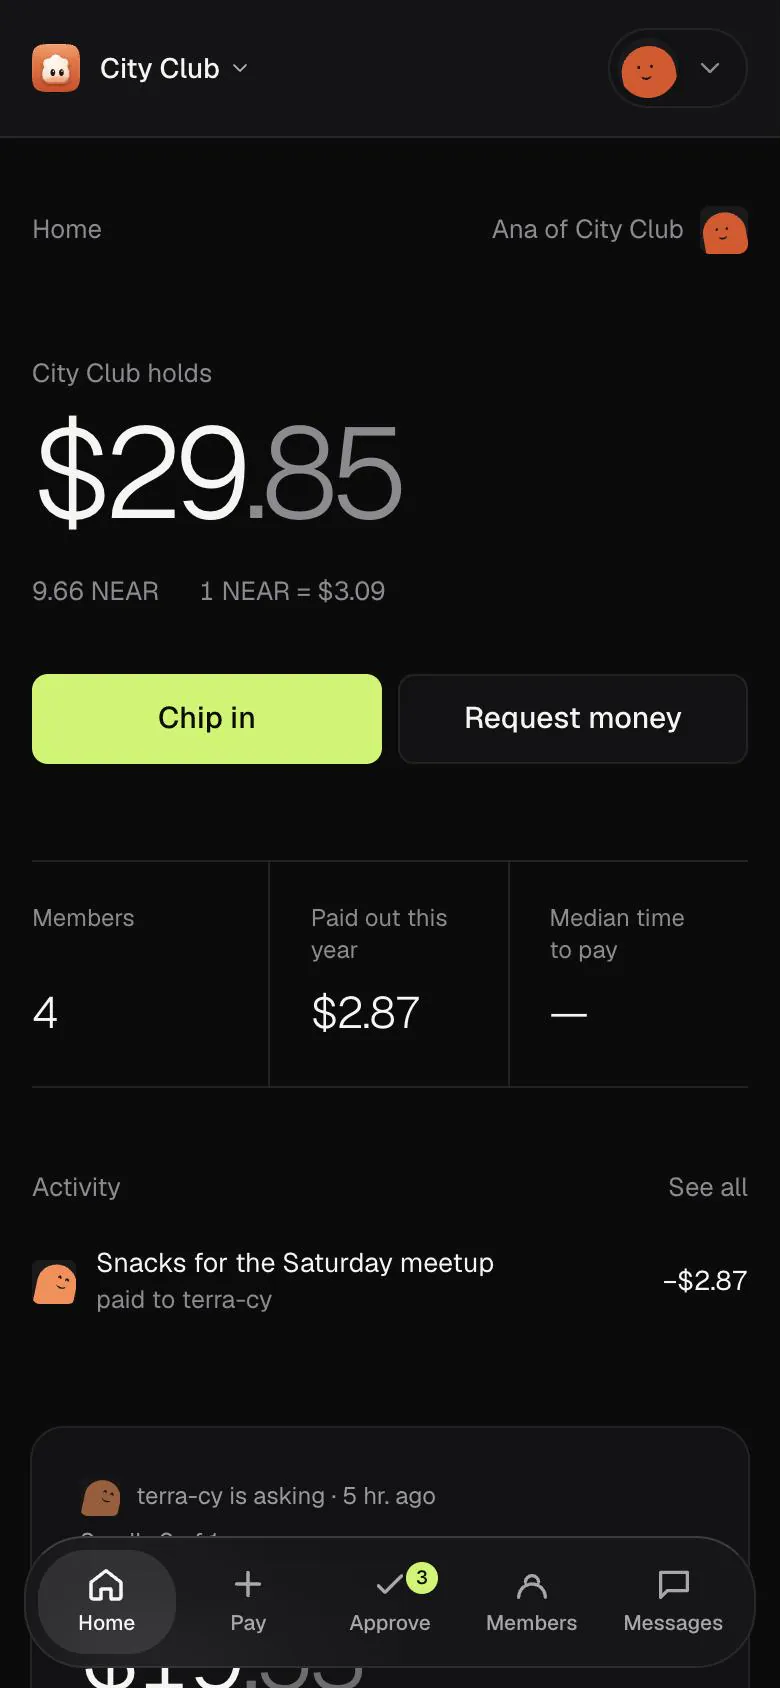 City Club
Home
Ana of City Club
City Club holds
$29.85
9.66 NEAR 1 NEAR = $3.09
Chip in
Request money
Members
4
Paid out this
year
$2.87
Median time
to pay
—
Activity
See all
Snacks for the Saturday meetup
paid to terra-cy
−$2.87
terra-cy is asking · 5 hr. ago
Home
Pay
3
Approve
Members
Messages